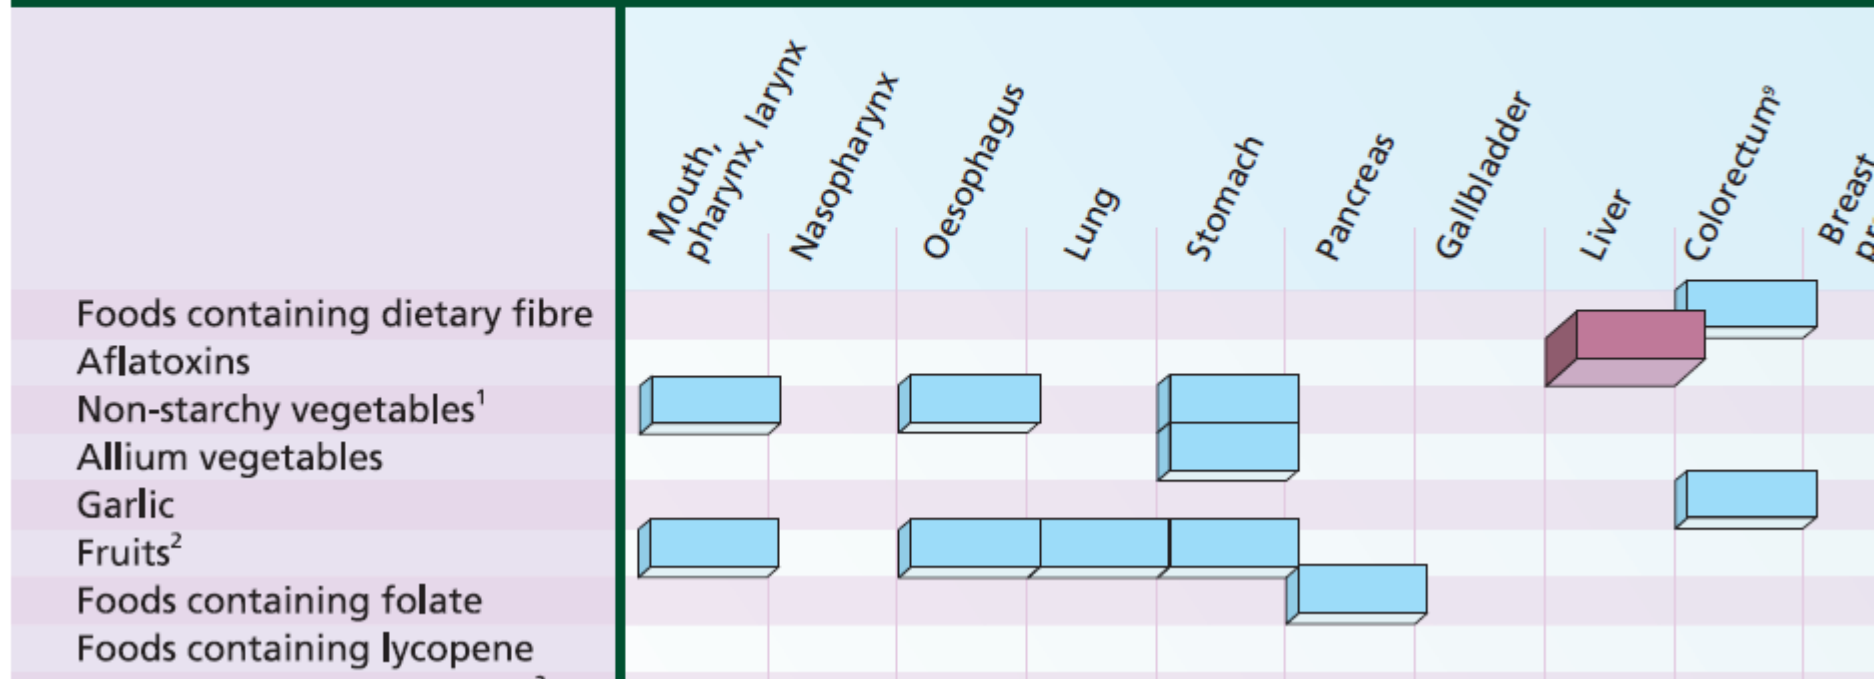 Mouth,
pharynx, larynx
Nasopharynx
Oesophagus
Lung
Stomach
Pancreas
Gallbladder
Liver
Colorectum⁹
Breast
Foods containing dietary fibre
Aflatoxins
Non-starchy vegetables¹
Allium vegetables
Garlic
Fruits²
Foods containing folate
Foods containing lycopene